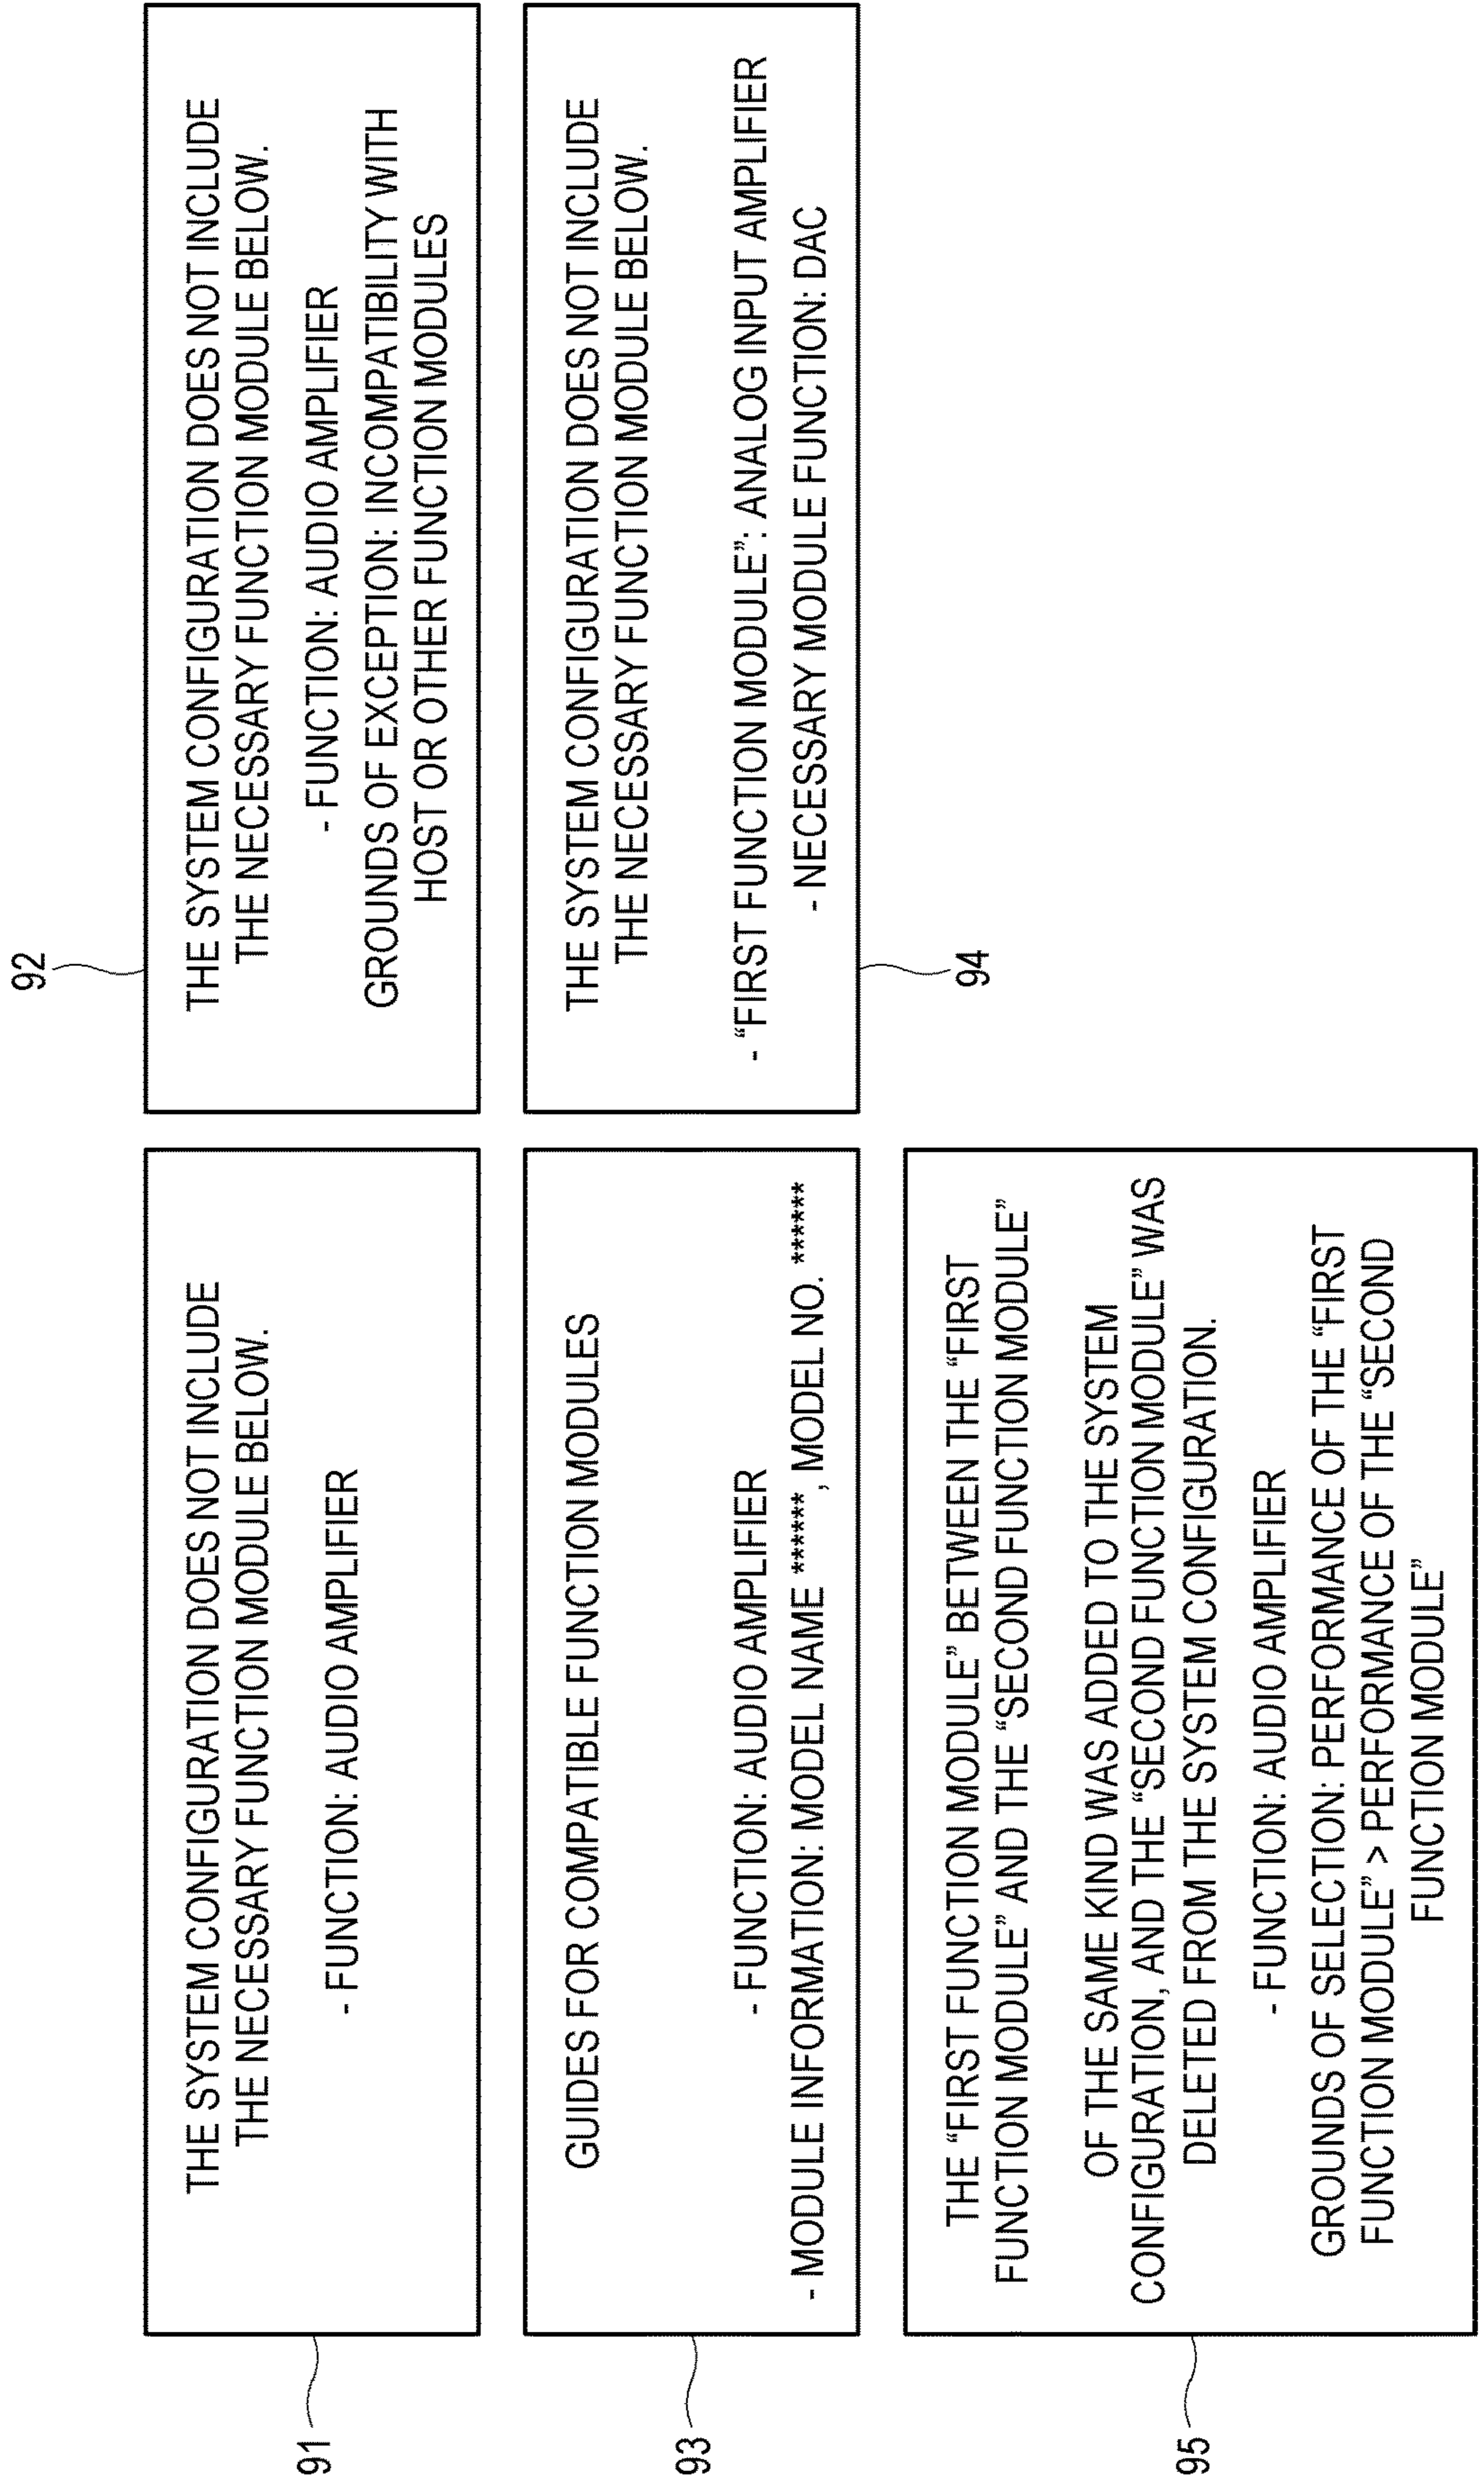 91
THE SYSTEM CONFIGURATION DOES NOT INCLUDE
THE NECESSARY FUNCTION MODULE BELOW.
- FUNCTION: AUDIO AMPLIFIER
92
THE SYSTEM CONFIGURATION DOES NOT INCLUDE
THE NECESSARY FUNCTION MODULE BELOW.
- FUNCTION: AUDIO AMPLIFIER
GROUNDS OF EXCEPTION: INCOMPATIBILITY WITH
HOST OR OTHER FUNCTION MODULES
93
GUIDES FOR COMPATIBLE FUNCTION MODULES
- FUNCTION: AUDIO AMPLIFIER
- MODULE INFORMATION: MODEL NAME ******, MODEL NO. ******
94
THE SYSTEM CONFIGURATION DOES NOT INCLUDE
THE NECESSARY FUNCTION MODULE BELOW.
- “FIRST FUNCTION MODULE”: ANALOG INPUT AMPLIFIER
- NECESSARY MODULE FUNCTION: DAC
95
THE “FIRST FUNCTION MODULE” BETWEEN THE “FIRST
FUNCTION MODULE” AND THE “SECOND FUNCTION MODULE”
OF THE SAME KIND WAS ADDED TO THE SYSTEM
CONFIGURATION, AND THE “SECOND FUNCTION MODULE” WAS
DELETED FROM THE SYSTEM CONFIGURATION.
- FUNCTION: AUDIO AMPLIFIER
GROUNDS OF SELECTION: PERFORMANCE OF THE “FIRST
FUNCTION MODULE” > PERFORMANCE OF THE “SECOND
FUNCTION MODULE”